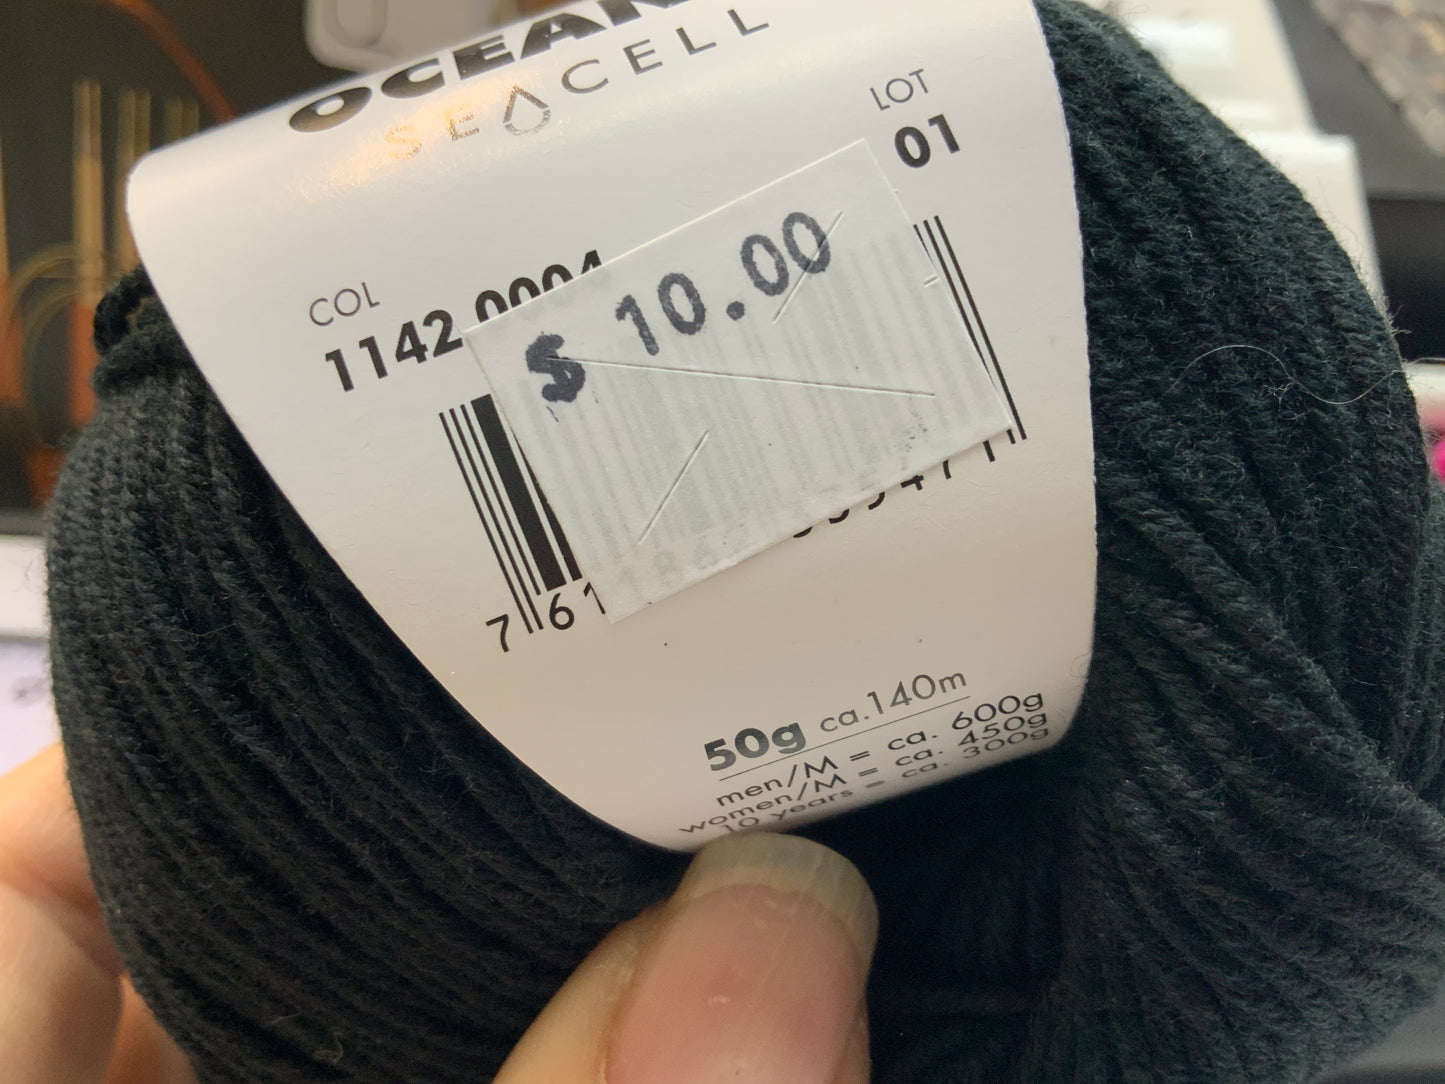 OCEAN
SEACELL
LOT
01
COL
1142.0004
$ 10.00
7 61
50g ca.140m
men/M = ca. 600g
women/M = ca. 450g
10 years = ca. 300g